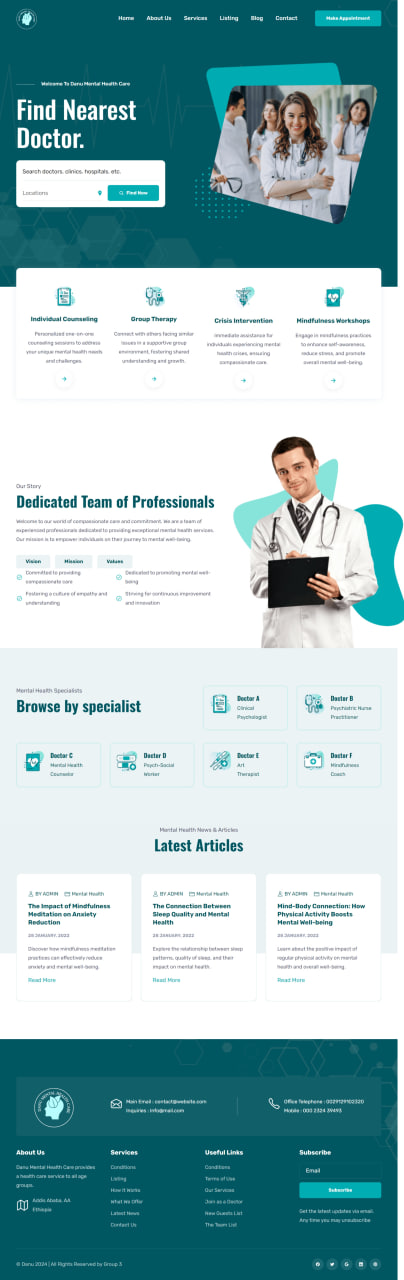 Home About Us Services Listing Blog Contact Make Appointment
Welcome To Danu Mental Health Care
Find Nearest
Doctor.
Search doctors, clinics, hospitals, etc.
Locations Find Now
Individual Counseling
Personalized one-on-one
counseling sessions to address
your unique mental health needs
and challenges.
Group Therapy
Connect with others facing similar
issues in a supportive group
environment, fostering shared
understanding and growth.
Crisis Intervention
Immediate assistance for
individuals experiencing mental
health crises, ensuring
compassionate care.
Mindfulness Workshops
Engage in mindfulness practices
to enhance self-awareness,
reduce stress, and promote
overall mental well-being.
Our Story
Dedicated Team of Professionals
Welcome to our world of compassionate care and commitment. We are a team of
experienced professionals dedicated to providing exceptional mental health services.
Our mission is to empower individuals on their journey to mental well-being.
Vision Mission Values
Committed to providing
compassionate care
Dedicated to promoting mental well-
being
Fostering a culture of empathy and
understanding
Striving for continuous improvement
and innovation
Mental Health Specialists
Browse by specialist
Doctor A
Clinical
Psychologist
Doctor B
Psychiatric Nurse
Practitioner
Doctor C
Mental Health
Counselor
Doctor D
Psych-Social
Worker
Doctor E
Art
Therapist
Doctor F
Mindfulness
Coach
Mental Health News & Articles
Latest Articles
BY ADMIN Mental Health
The Impact of Mindfulness
Meditation on Anxiety
Reduction
28 JANUARY, 2022
Discover how mindfulness meditation
practices can effectively reduce
anxiety and mental well-being.
Read More
BY ADMIN Mental Health
The Connection Between
Sleep Quality and Mental
Health
28 JANUARY, 2022
Explore the relationship between sleep
patterns, quality of sleep, and their
impact on mental health.
Read More
BY ADMIN Mental Health
Mind-Body Connection: How
Physical Activity Boosts
Mental Well-being
28 JANUARY, 2022
Learn about the positive impact of
regular physical activity on mental
health and overall well-being.
Read More
Main Email : contact@website.com
Inquiries : info@mail.com
Office Telephone : 0029129102320
Mobile : 000 2324 39493
About Us
Danu Mental Health Care provides
a health care service to all age
groups.
Addis Ababa, AA
Ethiopia
Services
Conditions
Listing
How It Works
What We Offer
Latest News
Contact Us
Useful Links
Conditions
Terms of Use
Our Services
Join as a Doctor
New Guests List
The Team List
Subscribe
Email
Subscribe
Get the latest updates via email.
Any time you may unsubscribe
© Danu 2024 | All Rights Reserved by Group 3